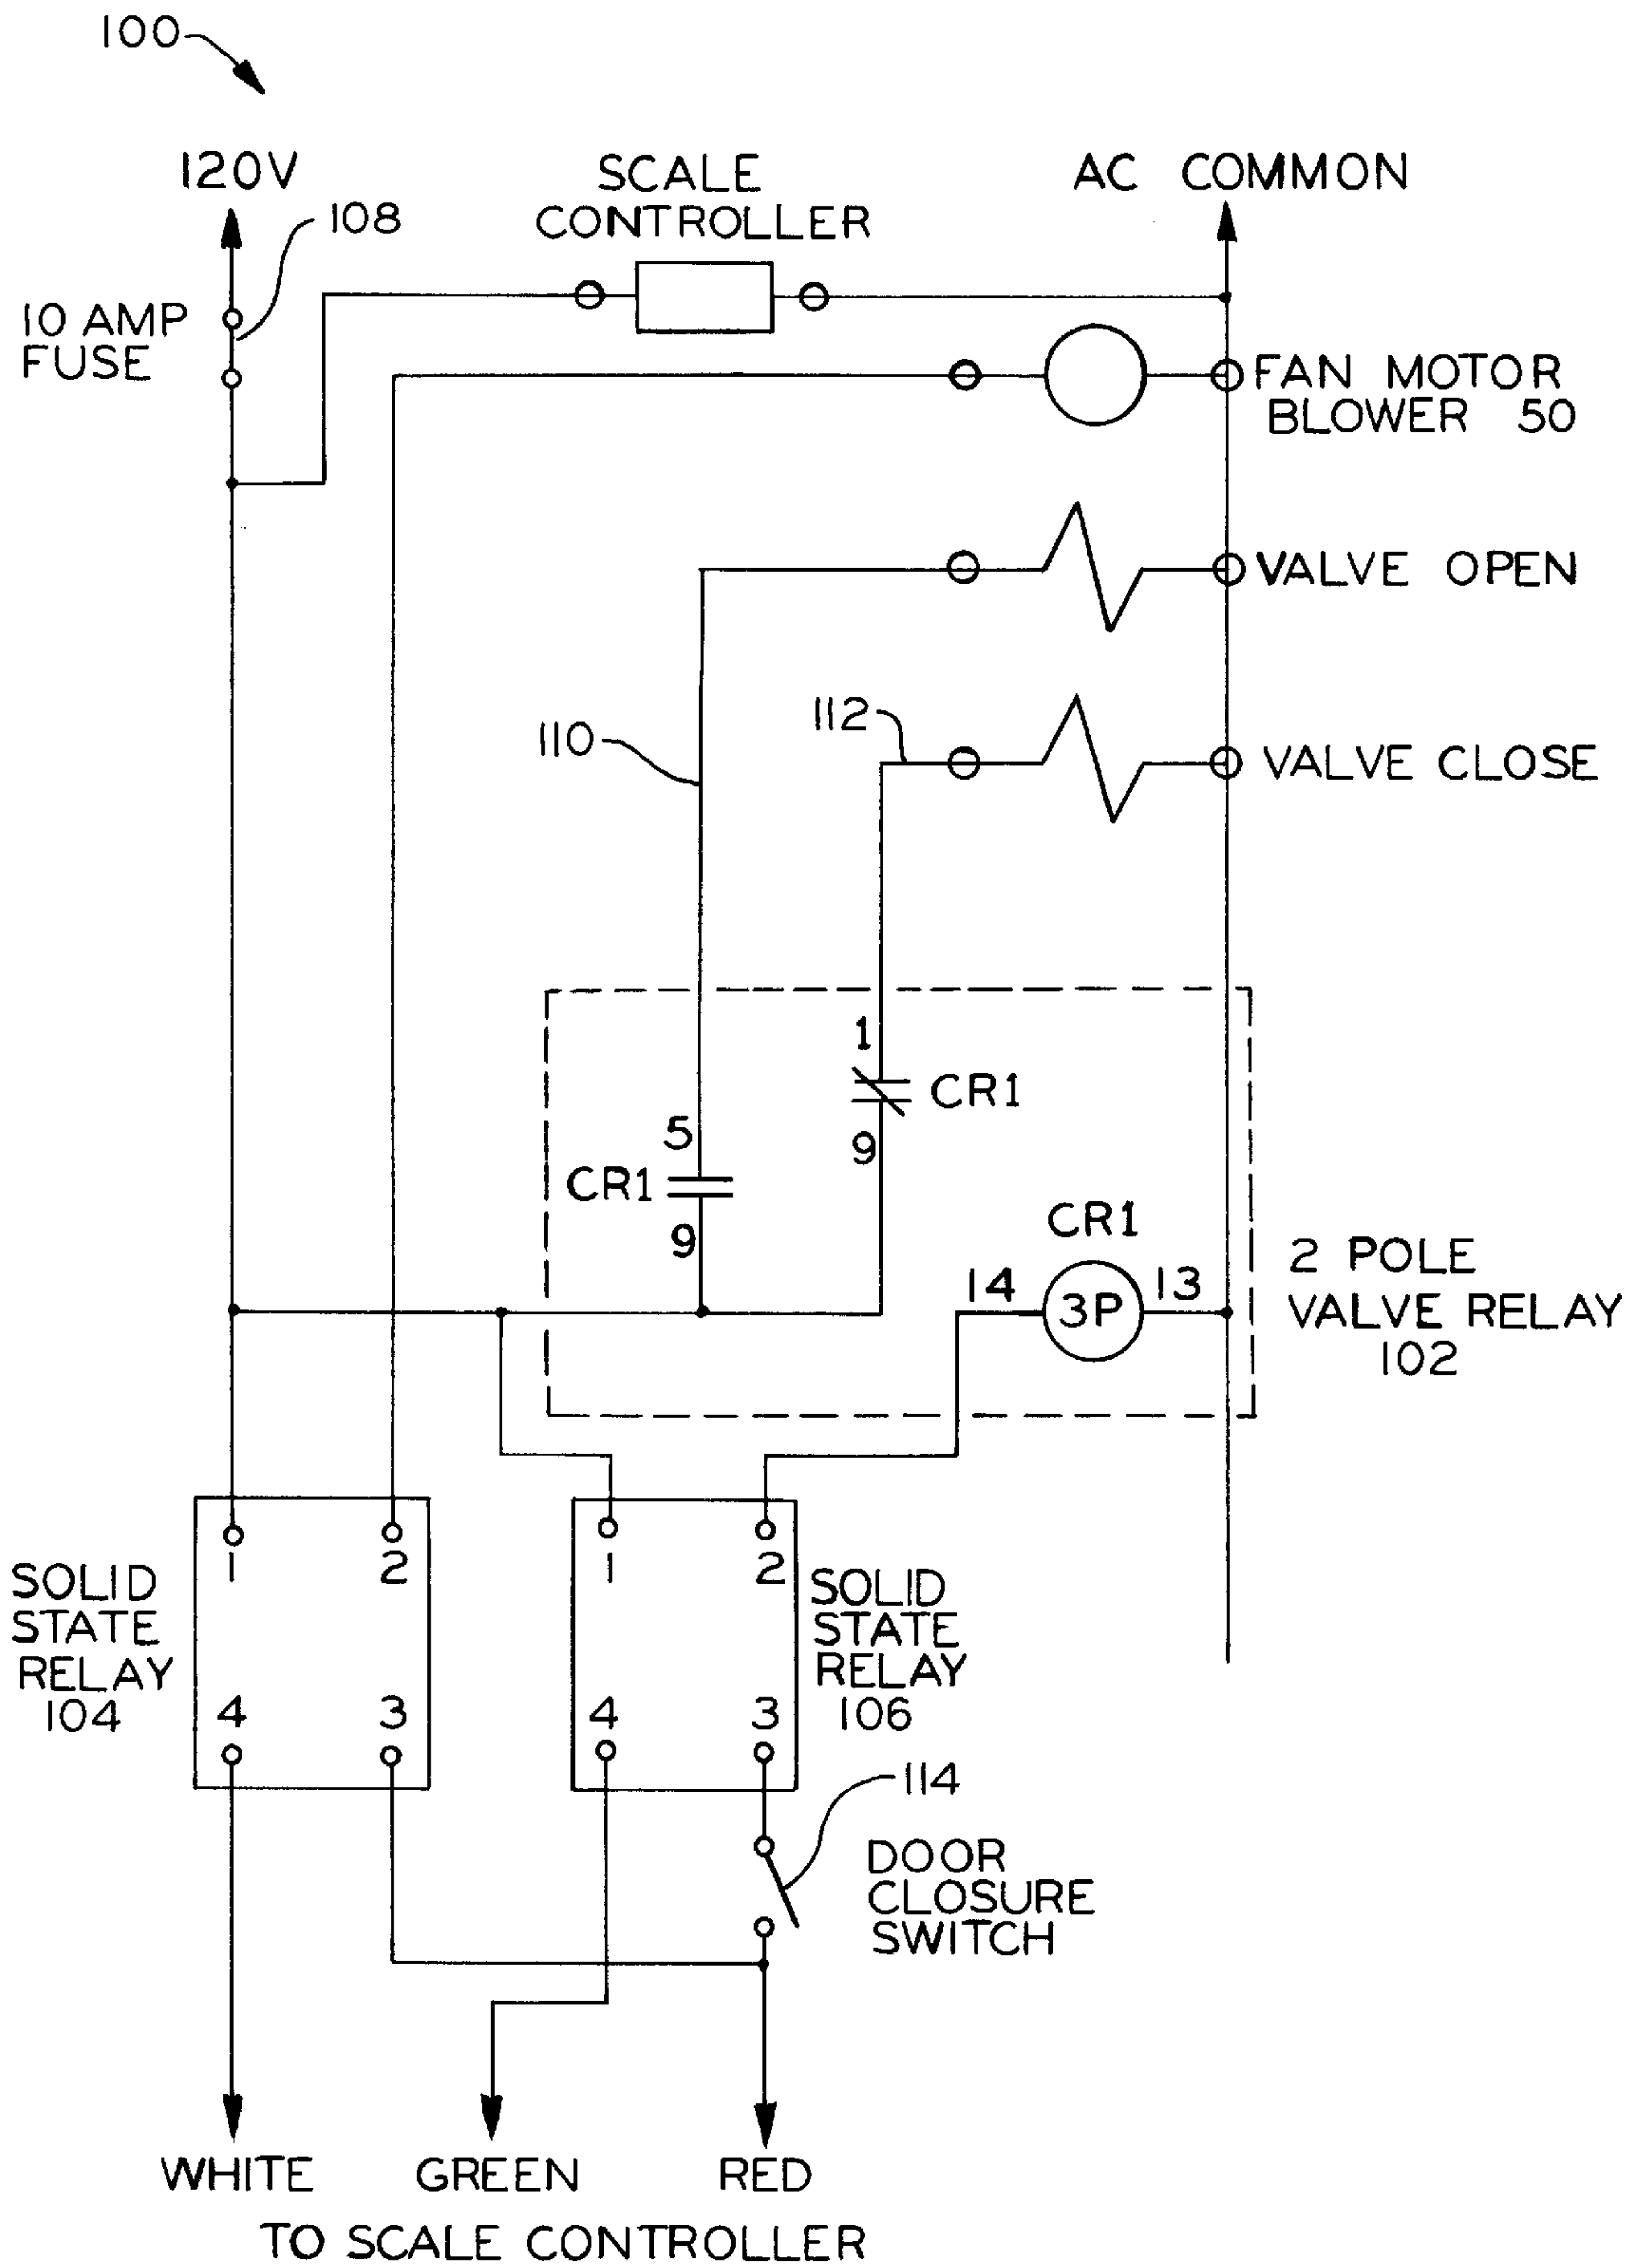 100
120V
SCALE
CONTROLLER
AC COMMON
108
10 AMP
FUSE
FAN MOTOR
BLOWER 50
VALVE OPEN
110
112
VALVE CLOSE
1
CR1
9
5
CR1
9
CR1
14
3P
13
2 POLE
VALVE RELAY
102
1
2
1
2
SOLID
STATE
RELAY
104
SOLID
STATE
RELAY
106
4
3
4
3
114
DOOR
CLOSURE
SWITCH
WHITE
GREEN
RED
TO SCALE CONTROLLER